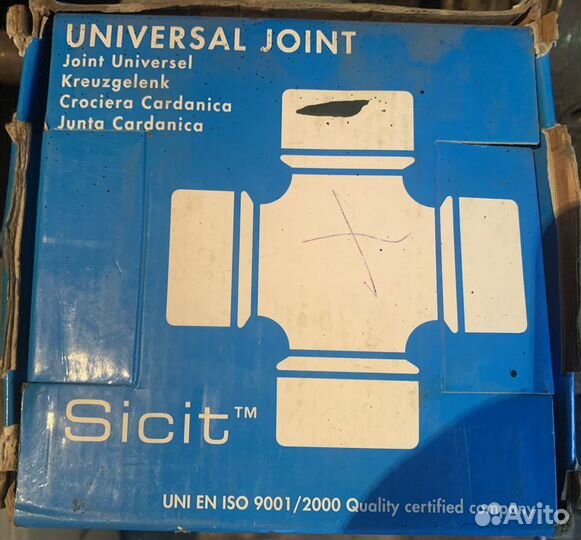 UNIVERSAL JOINT
Joint Universel
Kreuzgelenk
Crociera Cardanica
Junta Cardanica
Sicit™
UNI EN ISO 9001/2000 Quality certified company
Avito